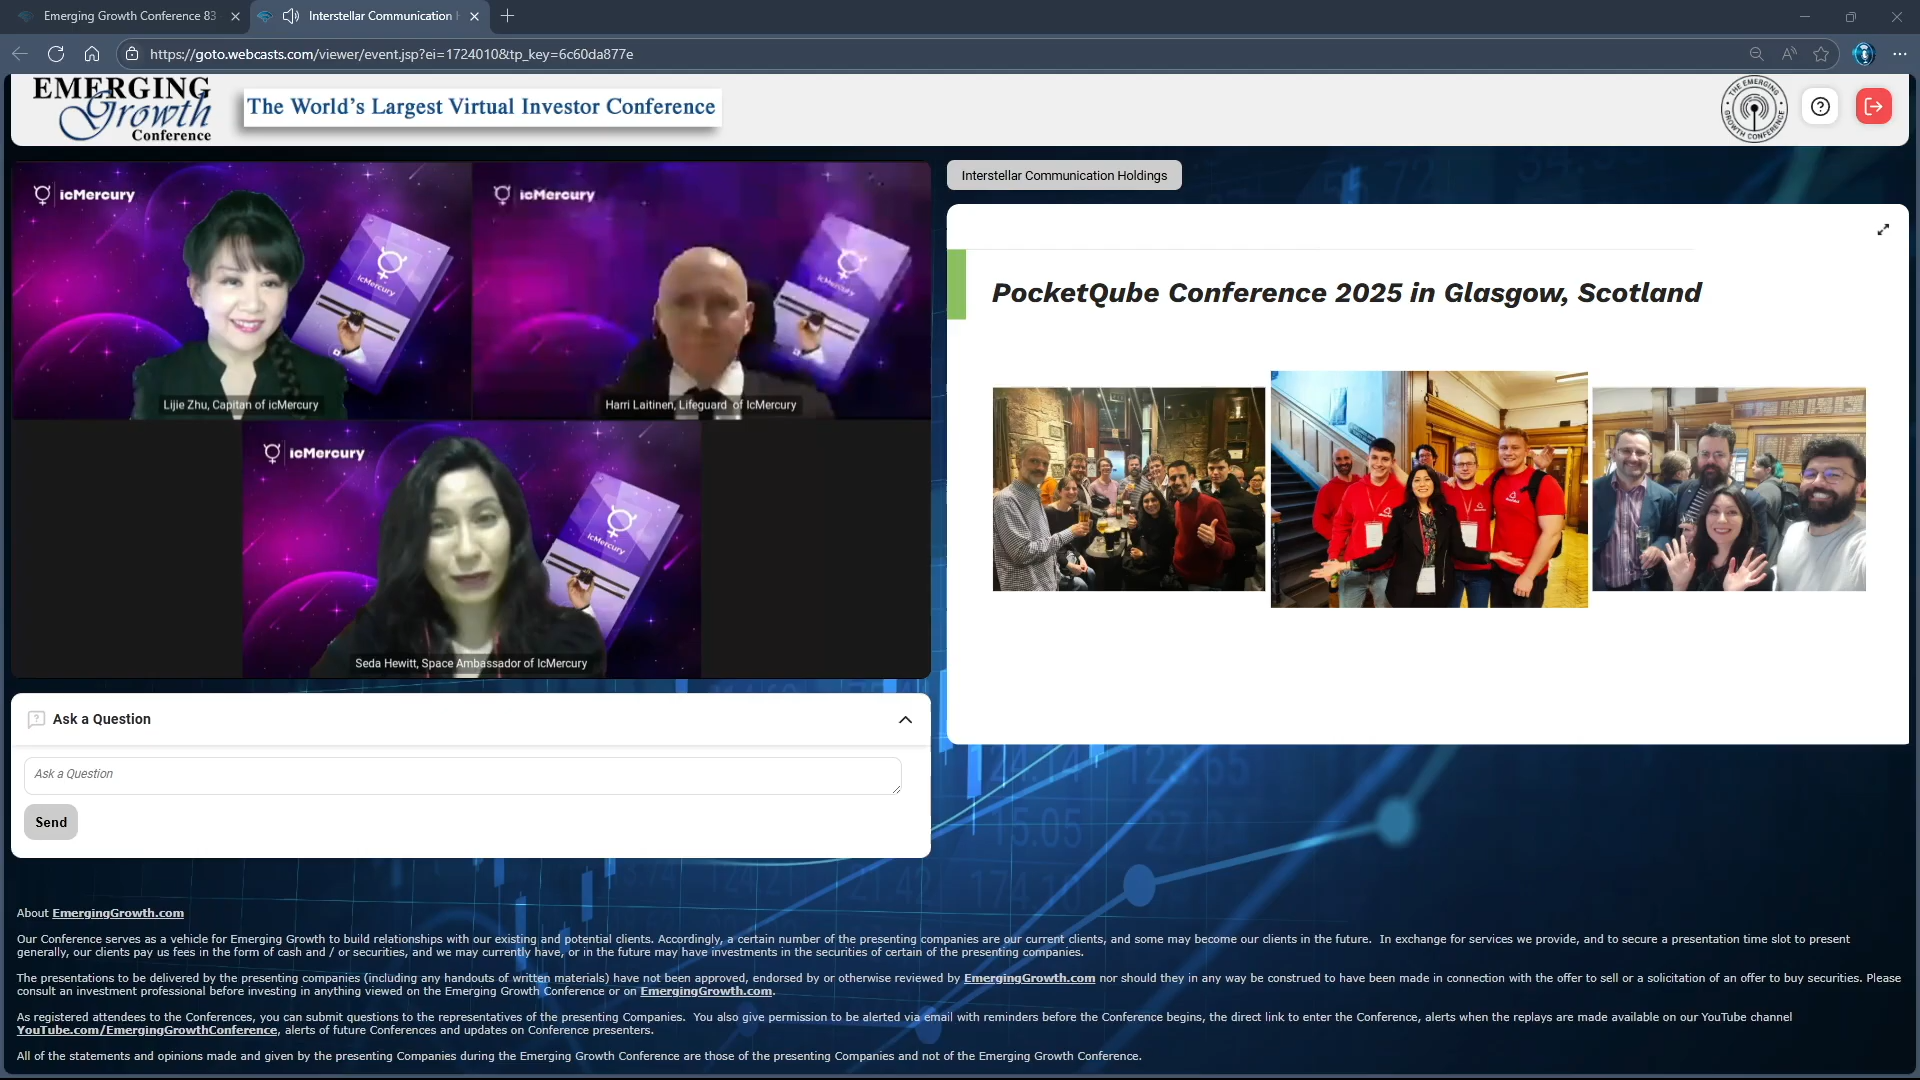 Emerging Growth Conference 83
Interstellar Communication
https://goto.webcasts.com/viewer/event.jsp?ei=1724010&tp_key=6c60da877e
EMERGING
Growth
Conference
The World's Largest Virtual Investor Conference
THE EMERGING GROWTH CONFERENCE
Interstellar Communication Holdings
icMercury
icMercury
icMercury
icMercury
Lijie Zhu, Capitan of icMercury
Harri Laitinen, Lifeguard of IcMercury
icMercury
icMercury
Seda Hewitt, Space Ambassador of IcMercury
PocketQube Conference 2025 in Glasgow, Scotland
Ask a Question
Ask a Question
Send
About EmergingGrowth.com
Our Conference serves as a vehicle for Emerging Growth to build relationships with our existing and potential clients. Accordingly, a certain number of the presenting companies are our current clients, and some may become our clients in the future. In exchange for services we provide, and to secure a presentation time slot to present
generally, our clients pay us fees in the form of cash and / or securities, and we may currently have, or in the future may have investments in the securities of certain of the presenting companies.
The presentations to be delivered by the presenting companies (including any handouts of written materials) have not been approved, endorsed by or otherwise reviewed by EmergingGrowth.com nor should they in any way be construed to have been made in connection with the offer to sell or a solicitation of an offer to buy securities. Please
consult an investment professional before investing in anything viewed on the Emerging Growth Conference or on EmergingGrowth.com.
As registered attendees to the Conferences, you can submit questions to the representatives of the presenting Companies. You also give permission to be alerted via email with reminders before the Conference begins, the direct link to enter the Conference, alerts when the replays are made available on our YouTube channel
YouTube.com/EmergingGrowthConference, alerts of future Conferences and updates on Conference presenters.
All of the statements and opinions made and given by the presenting Companies during the Emerging Growth Conference are those of the presenting Companies and not of the Emerging Growth Conference.